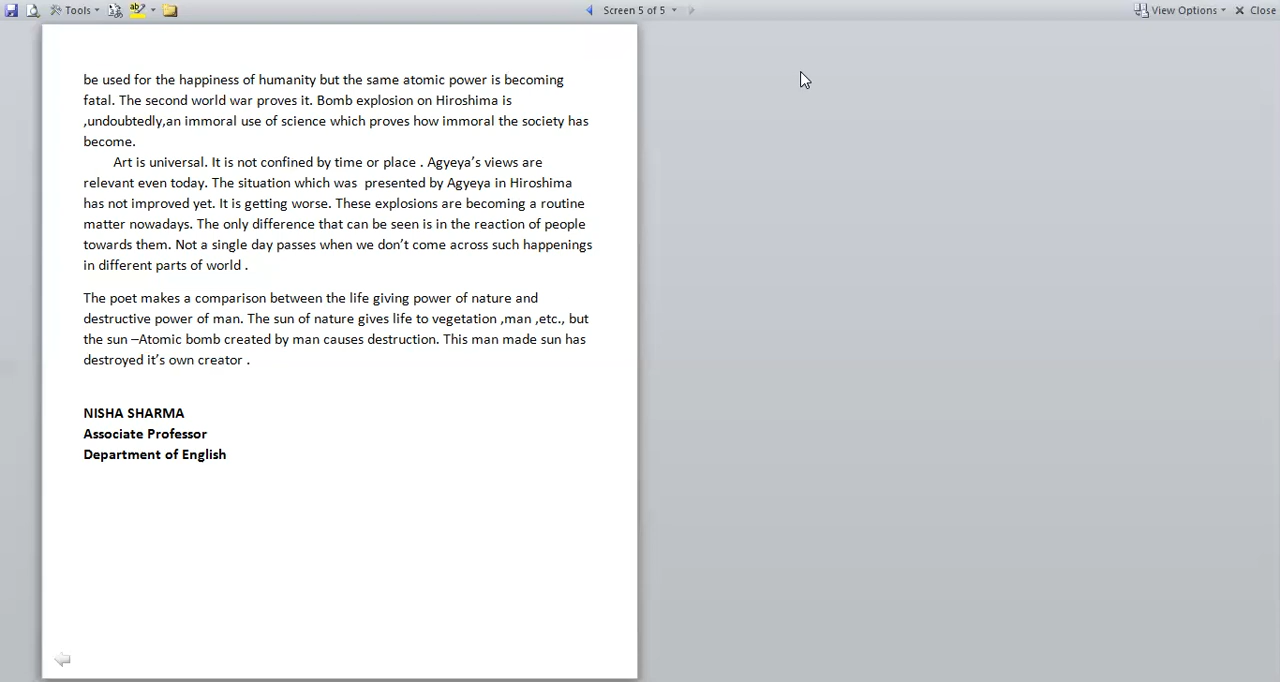 Tools
Screen 5 of 5
View Options
Close
be used for the happiness of humanity but the same atomic power is becoming
fatal. The second world war proves it. Bomb explosion on Hiroshima is
,undoubtedly,an immoral use of science which proves how immoral the society has
become.
Art is universal. It is not confined by time or place . Agyeya’s views are
relevant even today. The situation which was  presented by Agyeya in Hiroshima
has not improved yet. It is getting worse. These explosions are becoming a routine
matter nowadays. The only difference that can be seen is in the reaction of people
towards them. Not a single day passes when we don’t come across such happenings
in different parts of world .
The poet makes a comparison between the life giving power of nature and
destructive power of man. The sun of nature gives life to vegetation ,man ,etc., but
the sun –Atomic bomb created by man causes destruction. This man made sun has
destroyed it’s own creator .
NISHA SHARMA
Associate Professor
Department of English